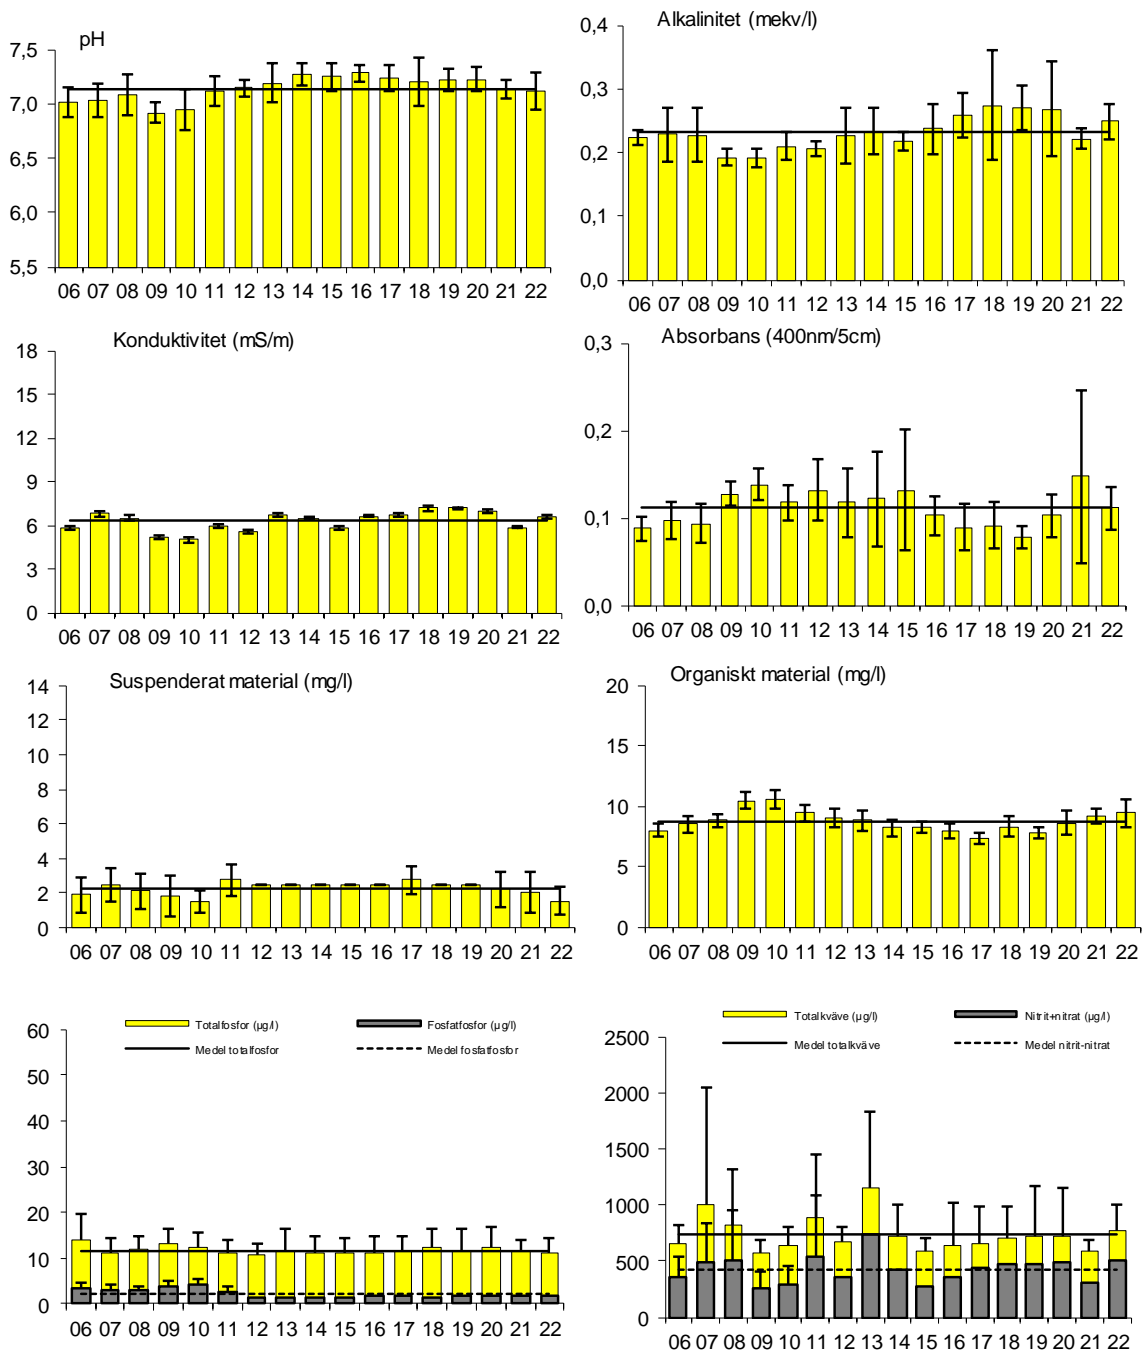 pH
7,5
7,0
6,5
6,0
5,5
06 07 08 09 10 11 12 13 14 15 16 17 18 19 20 21 22
Alkalinitet (mekv/l)
0,4
0,3
0,2
0,1
0,0
06 07 08 09 10 11 12 13 14 15 16 17 18 19 20 21 22
Konduktivitet (mS/m)
18
15
12
9
6
3
0
06 07 08 09 10 11 12 13 14 15 16 17 18 19 20 21 22
Absorbans (400nm/5cm)
0,3
0,2
0,1
0,0
06 07 08 09 10 11 12 13 14 15 16 17 18 19 20 21 22
Suspenderat material (mg/l)
14
12
10
8
6
4
2
0
06 07 08 09 10 11 12 13 14 15 16 17 18 19 20 21 22
Organiskt material (mg/l)
20
15
10
5
0
06 07 08 09 10 11 12 13 14 15 16 17 18 19 20 21 22
Totalfosfor (µg/l) Fosfatfosfor (µg/l)
Medel totalfosfor Medel fosfatfosfor
60
50
40
30
20
10
0
06 07 08 09 10 11 12 13 14 15 16 17 18 19 20 21 22
Totalkväve (µg/l) Nitrit+nitrat (µg/l)
Medel totalkväve Medel nitrit-nitrat
2500
2000
1500
1000
500
0
06 07 08 09 10 11 12 13 14 15 16 17 18 19 20 21 22